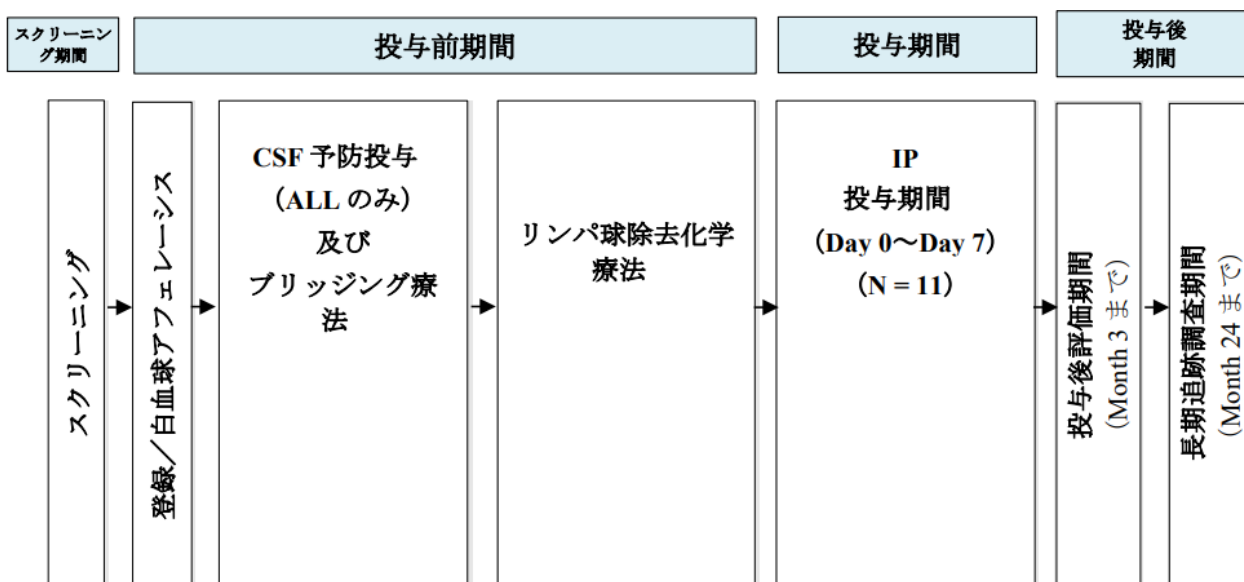 スクリーニン
グ期間
投与前期間
投与期間
投与後
期間
スクリーニング
登録／白血球アフェレーシス
CSF 予防投与
（ALL のみ）
及び
ブリッジング療
法
リンパ球除去化学
療法
IP
投与期間
（Day 0～Day 7）
（N = 11）
投与後評価期間
（Month 3 まで）
長期追跡調査期間
（Month 24 まで）